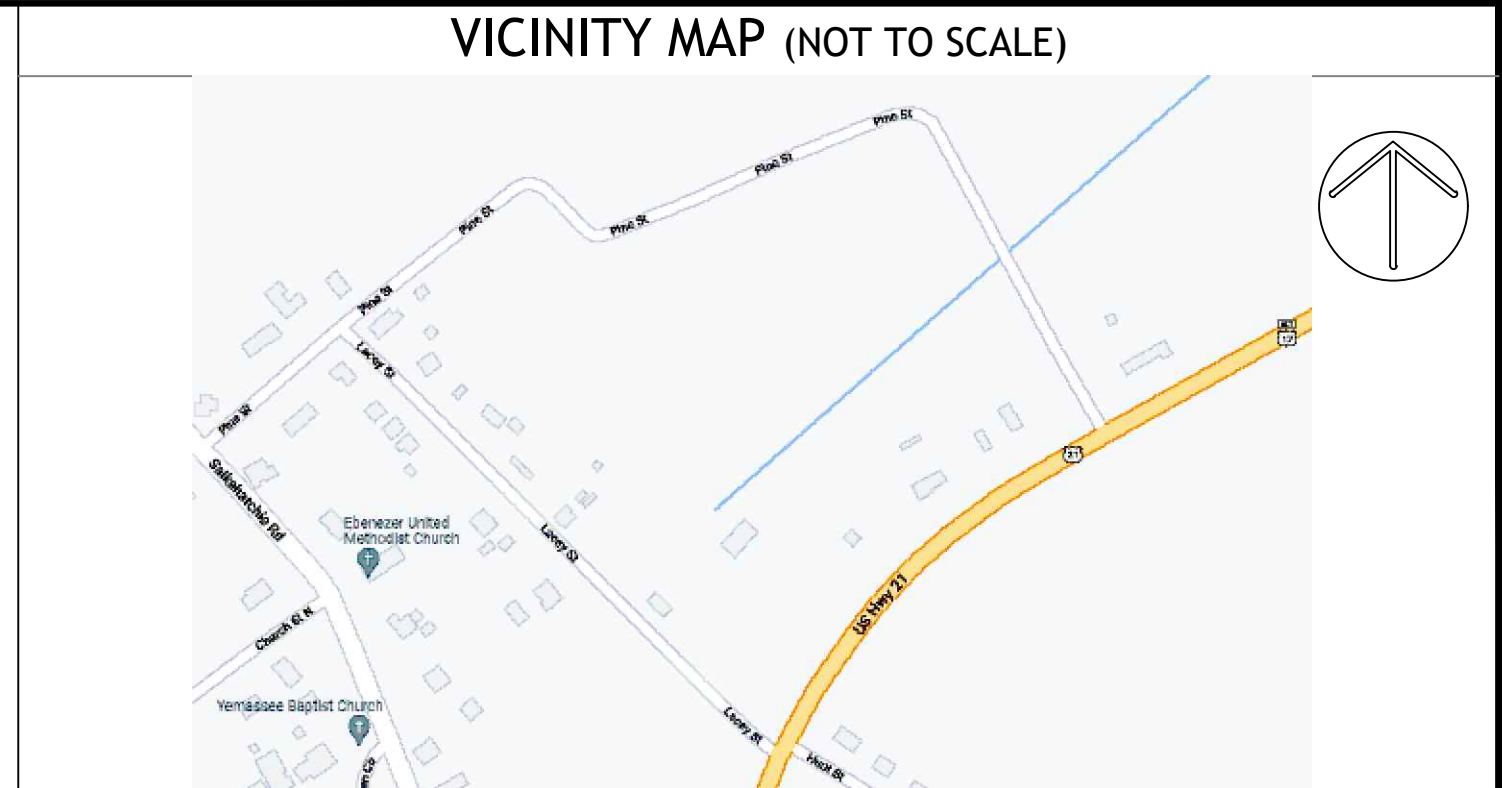 VICINITY MAP (NOT TO SCALE)
Pine St
Pine St
Pine St
Pine St
Pine St
Lacey St
Pine St
17
21
Salkehatchie Rd
Ebenezer United
Methodist Church
Lacey St
US Hwy 21
Church St N
Yemassee Baptist Church
Lacey St